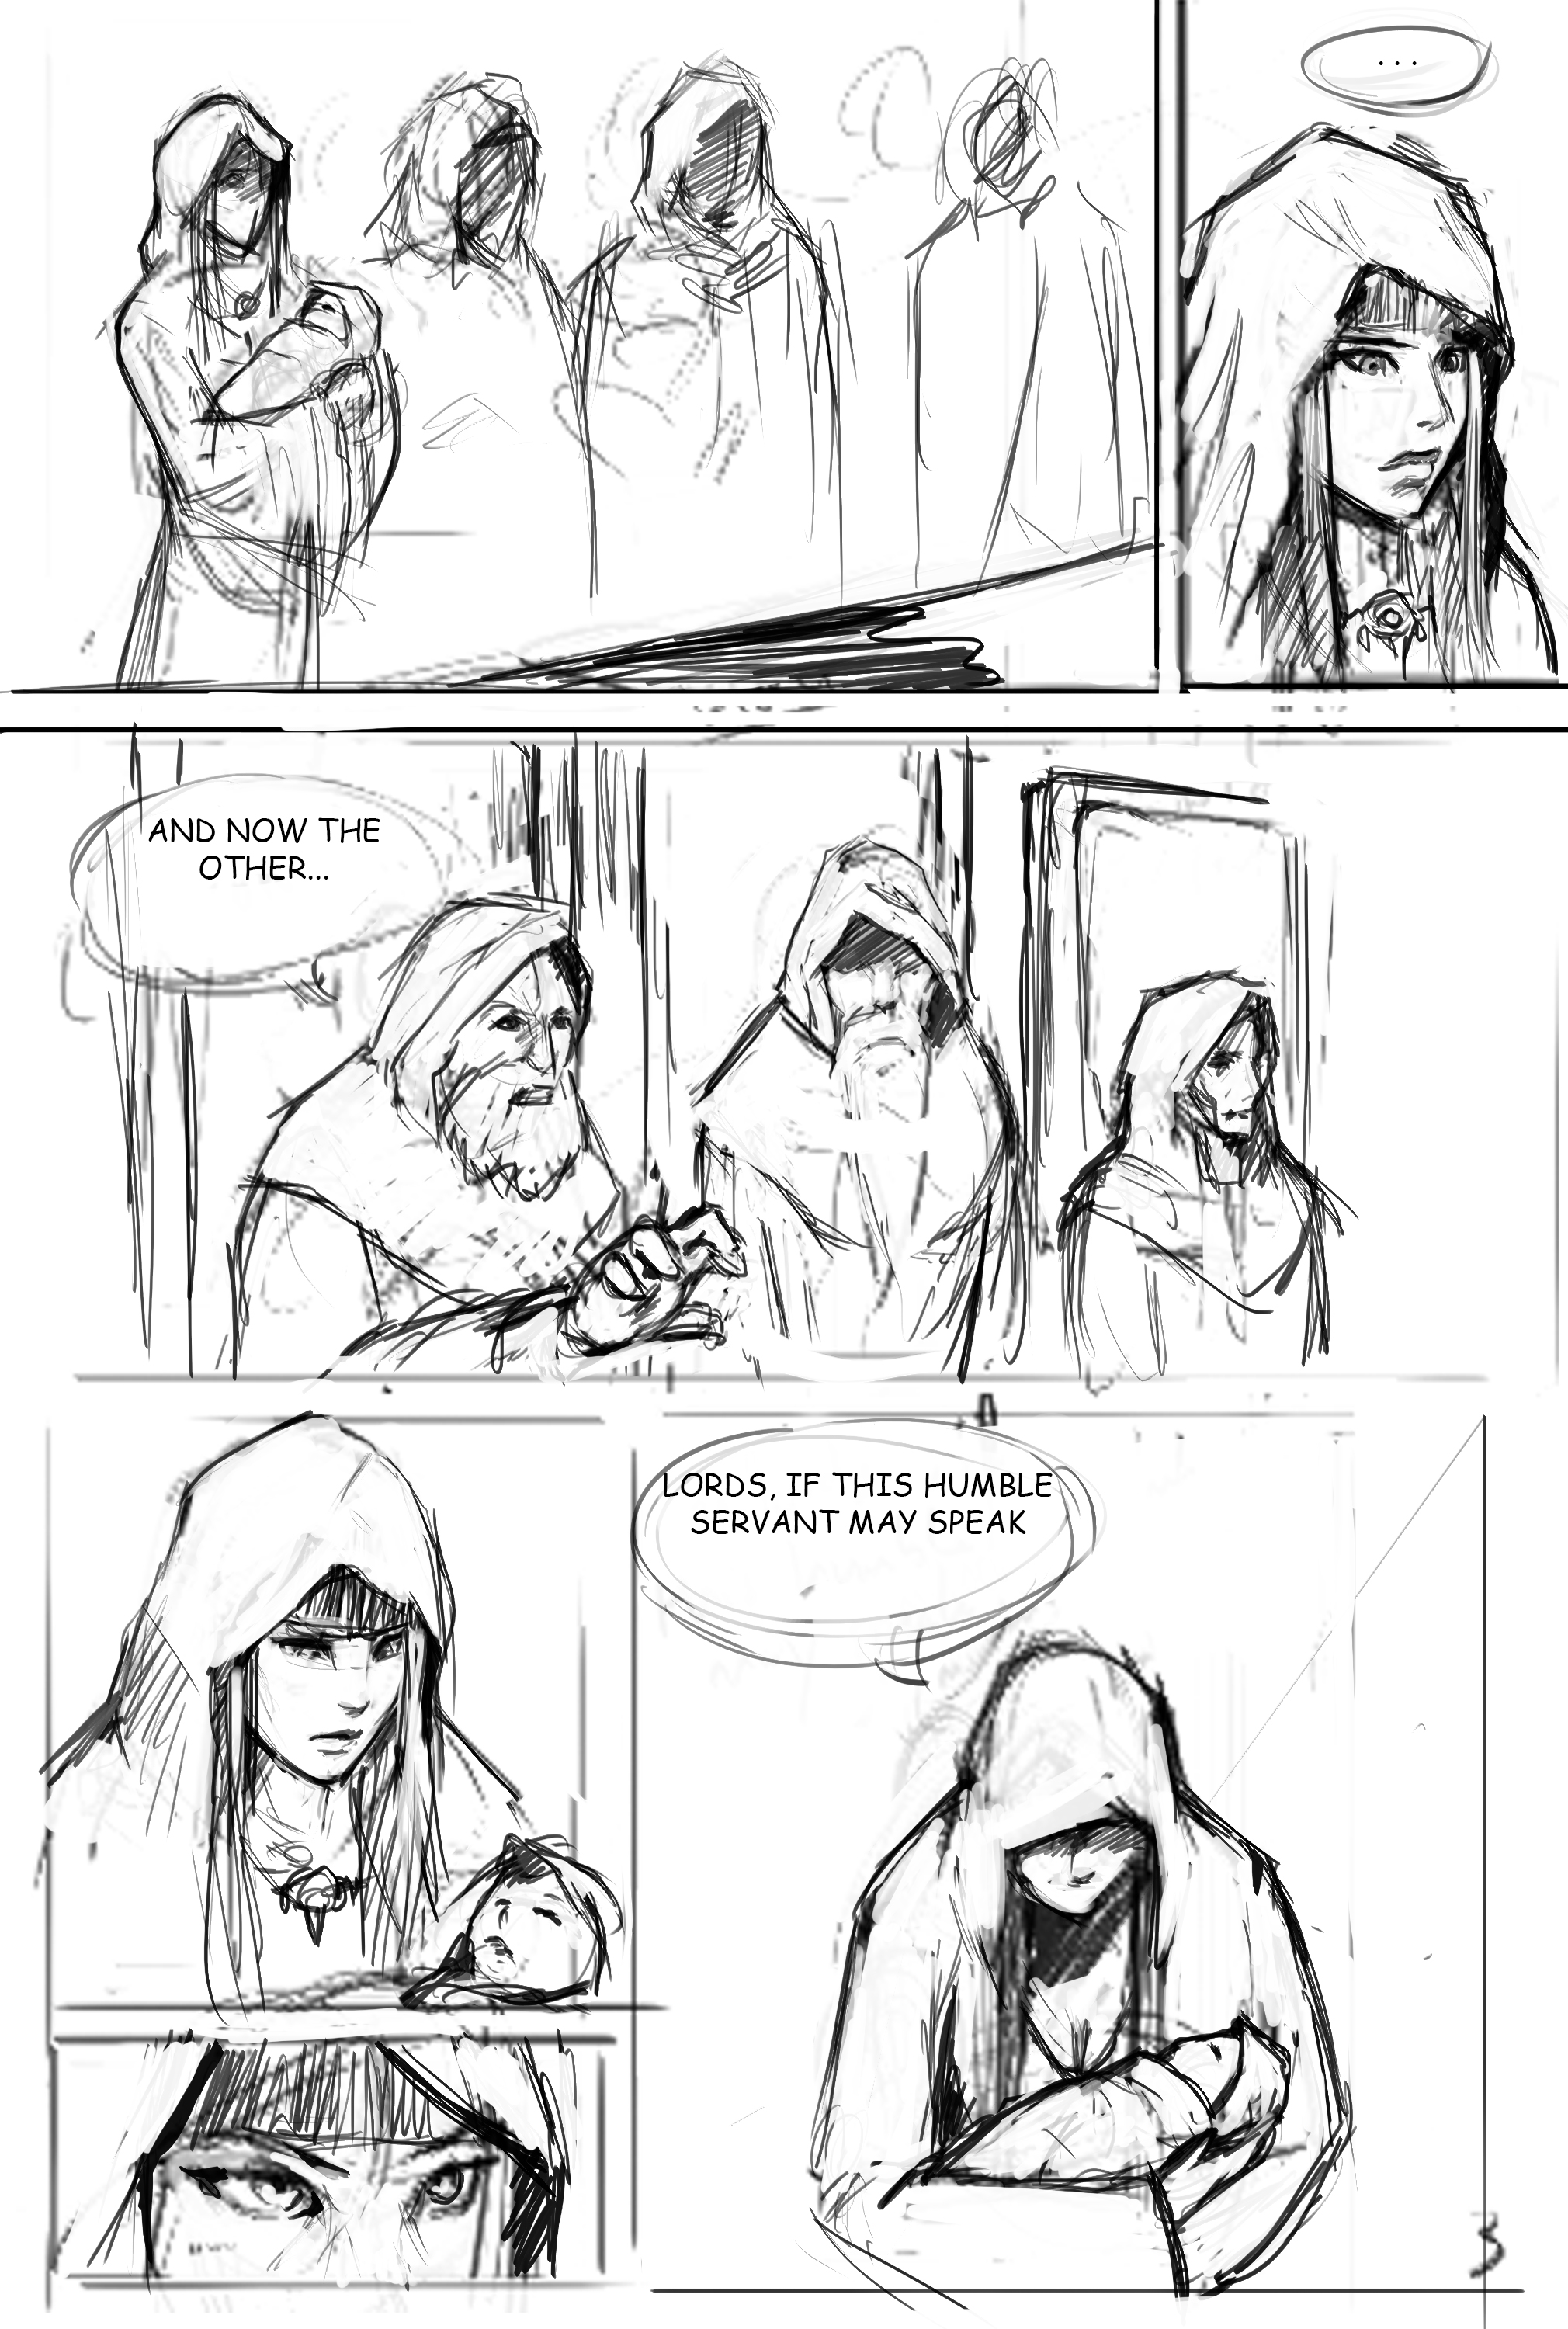 ...
AND NOW THE
OTHER...
LORDS, IF THIS HUMBLE
SERVANT MAY SPEAK
3